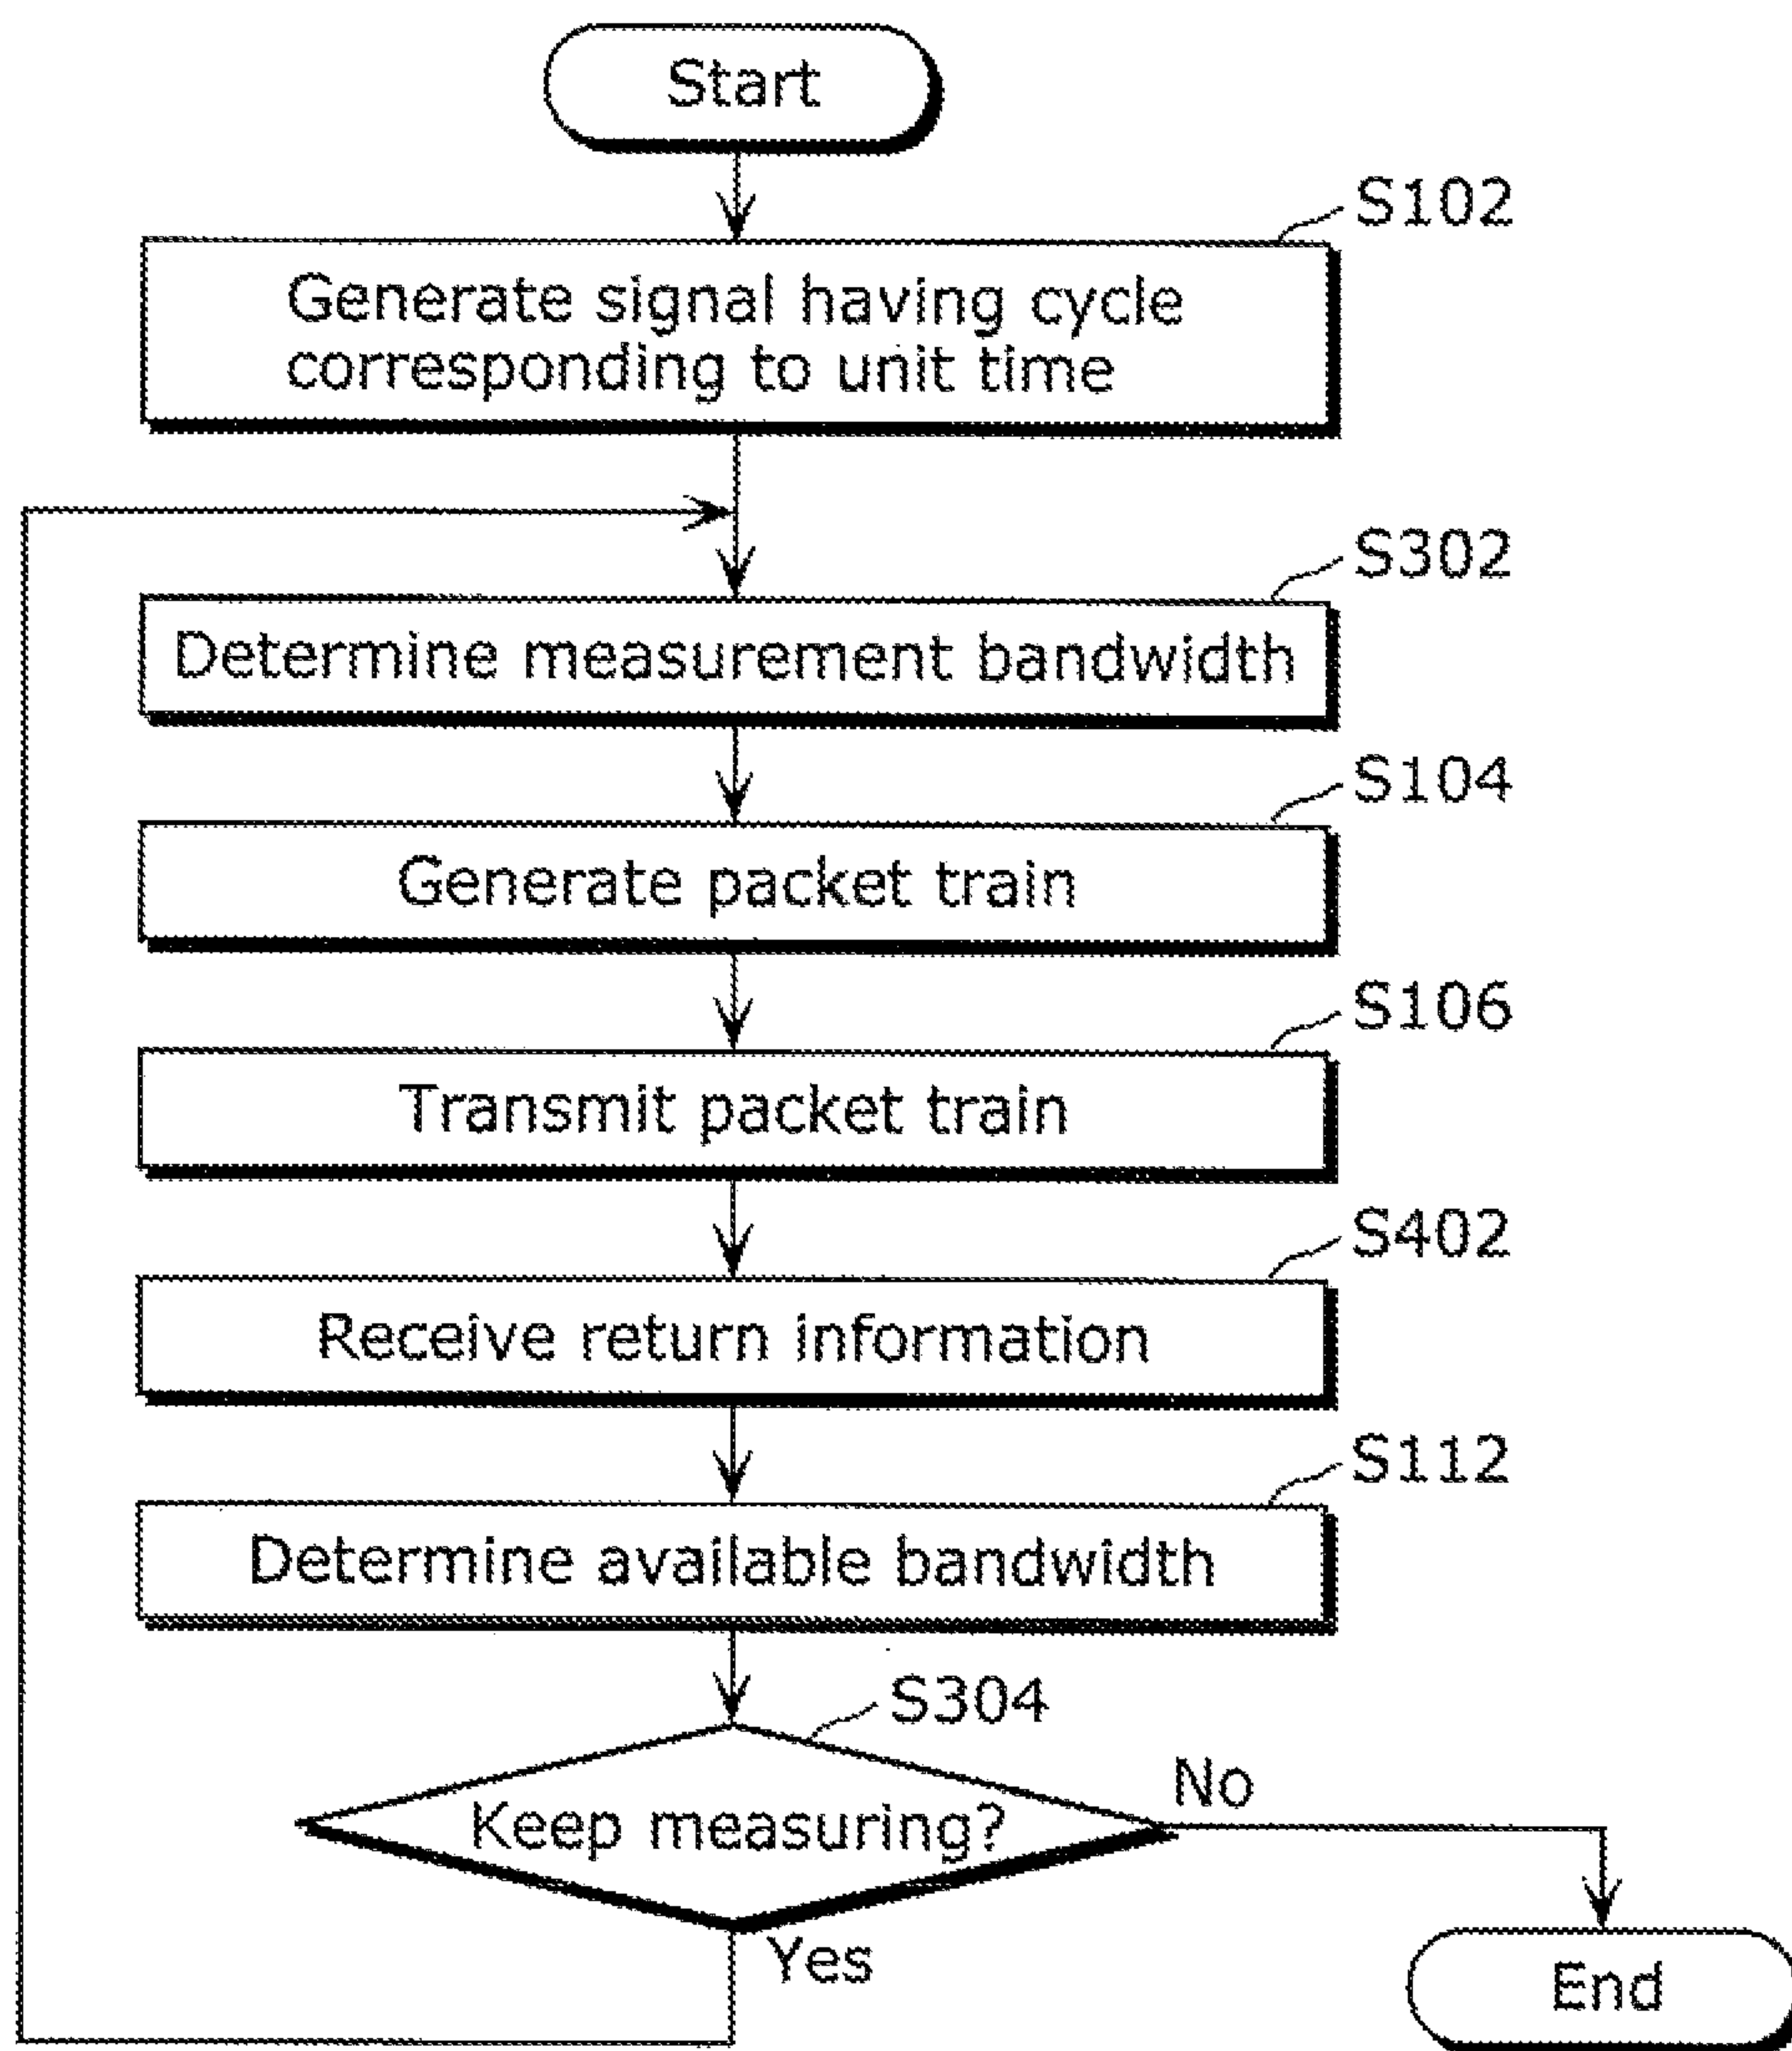 Start
S102
Generate signal having cycle
corresponding to unit time
S302
Determine measurement bandwidth
S104
Generate packet train
S106
Transmit packet train
S402
Receive return information
S112
Determine available bandwidth
S304
Keep measuring?
No
Yes
End